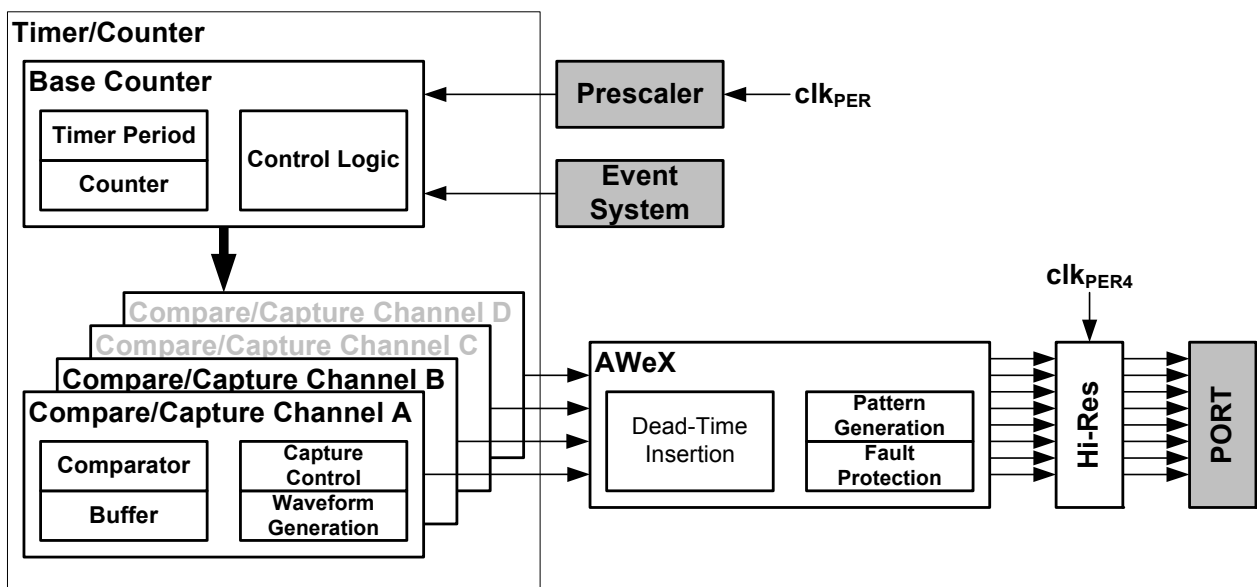 Timer/Counter
Base Counter
Timer Period
Counter
Control Logic
Prescaler
clkPER
Event
System
clkPER4
Compare/Capture Channel D
Compare/Capture Channel C
Compare/Capture Channel B
Compare/Capture Channel A
Comparator
Buffer
Capture
Control
Waveform
Generation
AWeX
Dead-Time
Insertion
Pattern
Generation
Fault
Protection
Hi-Res
PORT